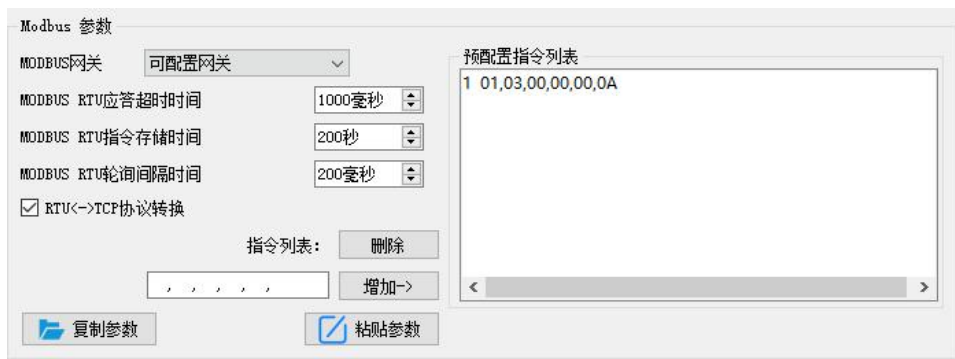 Modbus 参数
MODBUS网关 可配置网关
MODBUS RTU应答超时时间 1000毫秒
MODBUS RTU指令存储时间 200秒
MODBUS RTU轮询间隔时间 200毫秒
RTU<->TCP协议转换
指令列表: 删除
, , , , , 增加->
复制参数 粘贴参数
预配置指令列表
1 01,03,00,00,00,0A